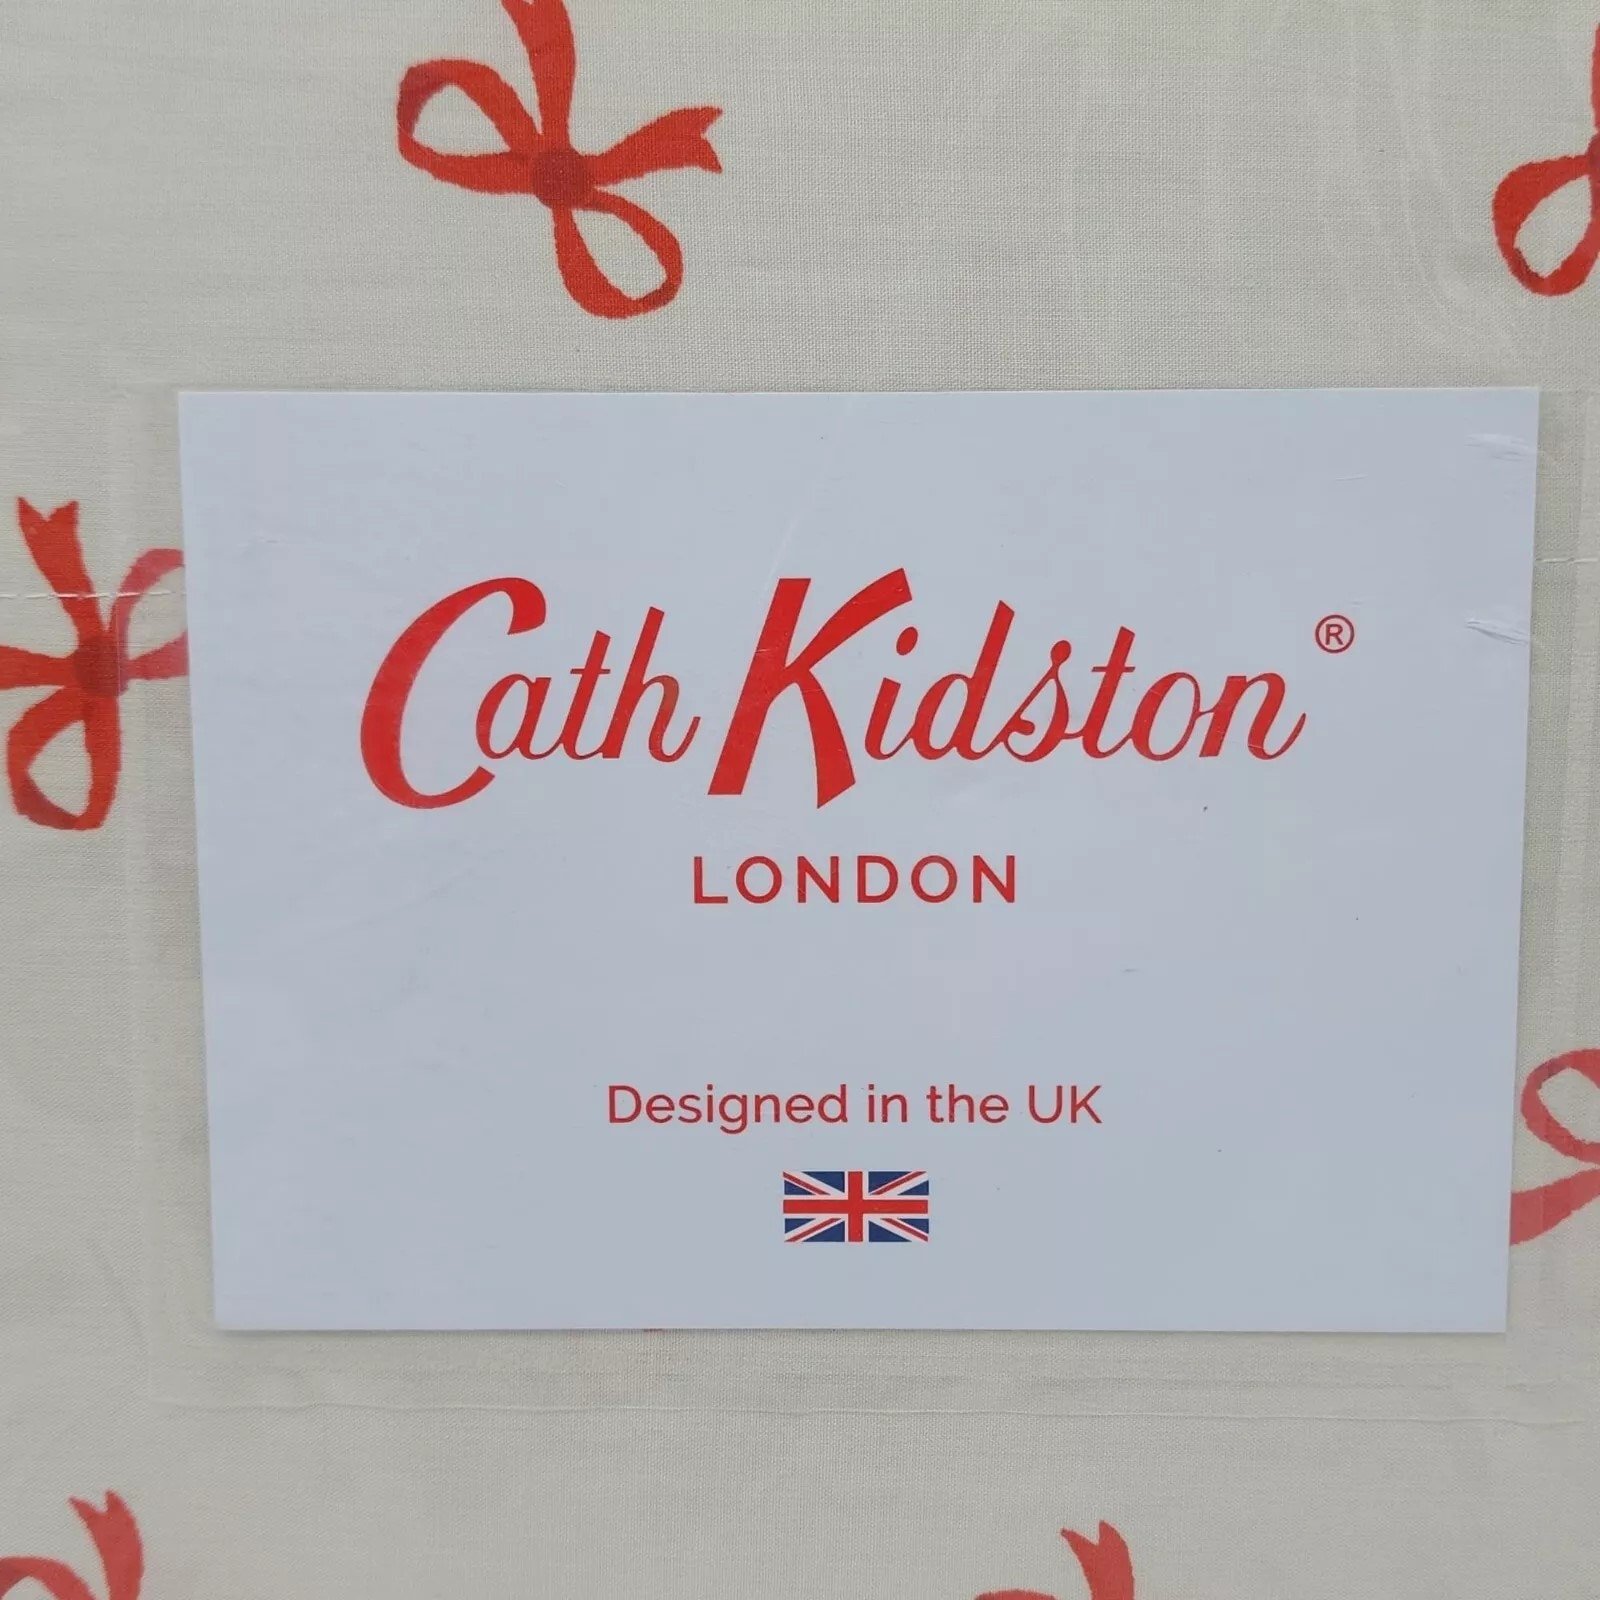 Cath Kidston®
LONDON
Designed in the UK